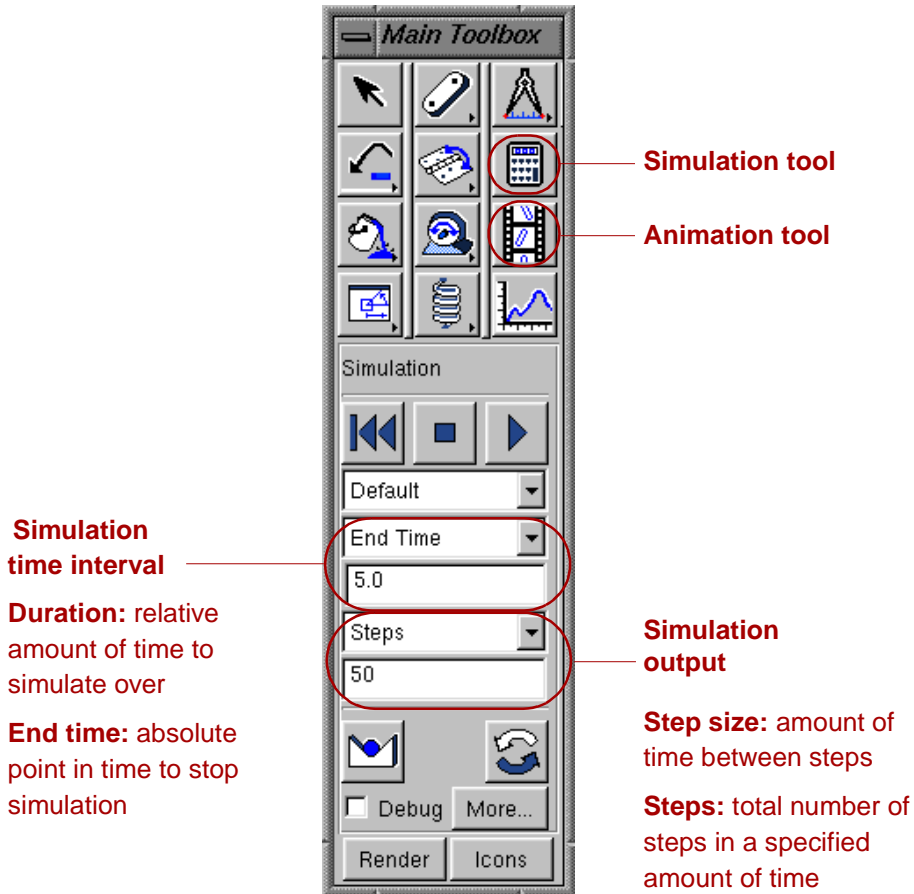 Main Toolbox
Simulation tool
Animation tool
Simulation
Default
End Time
5.0
Steps
50
Debug More...
Render Icons
Simulation
time interval
Duration: relative
amount of time to
simulate over
End time: absolute
point in time to stop
simulation
Simulation
output
Step size: amount of
time between steps
Steps: total number of
steps in a specified
amount of time